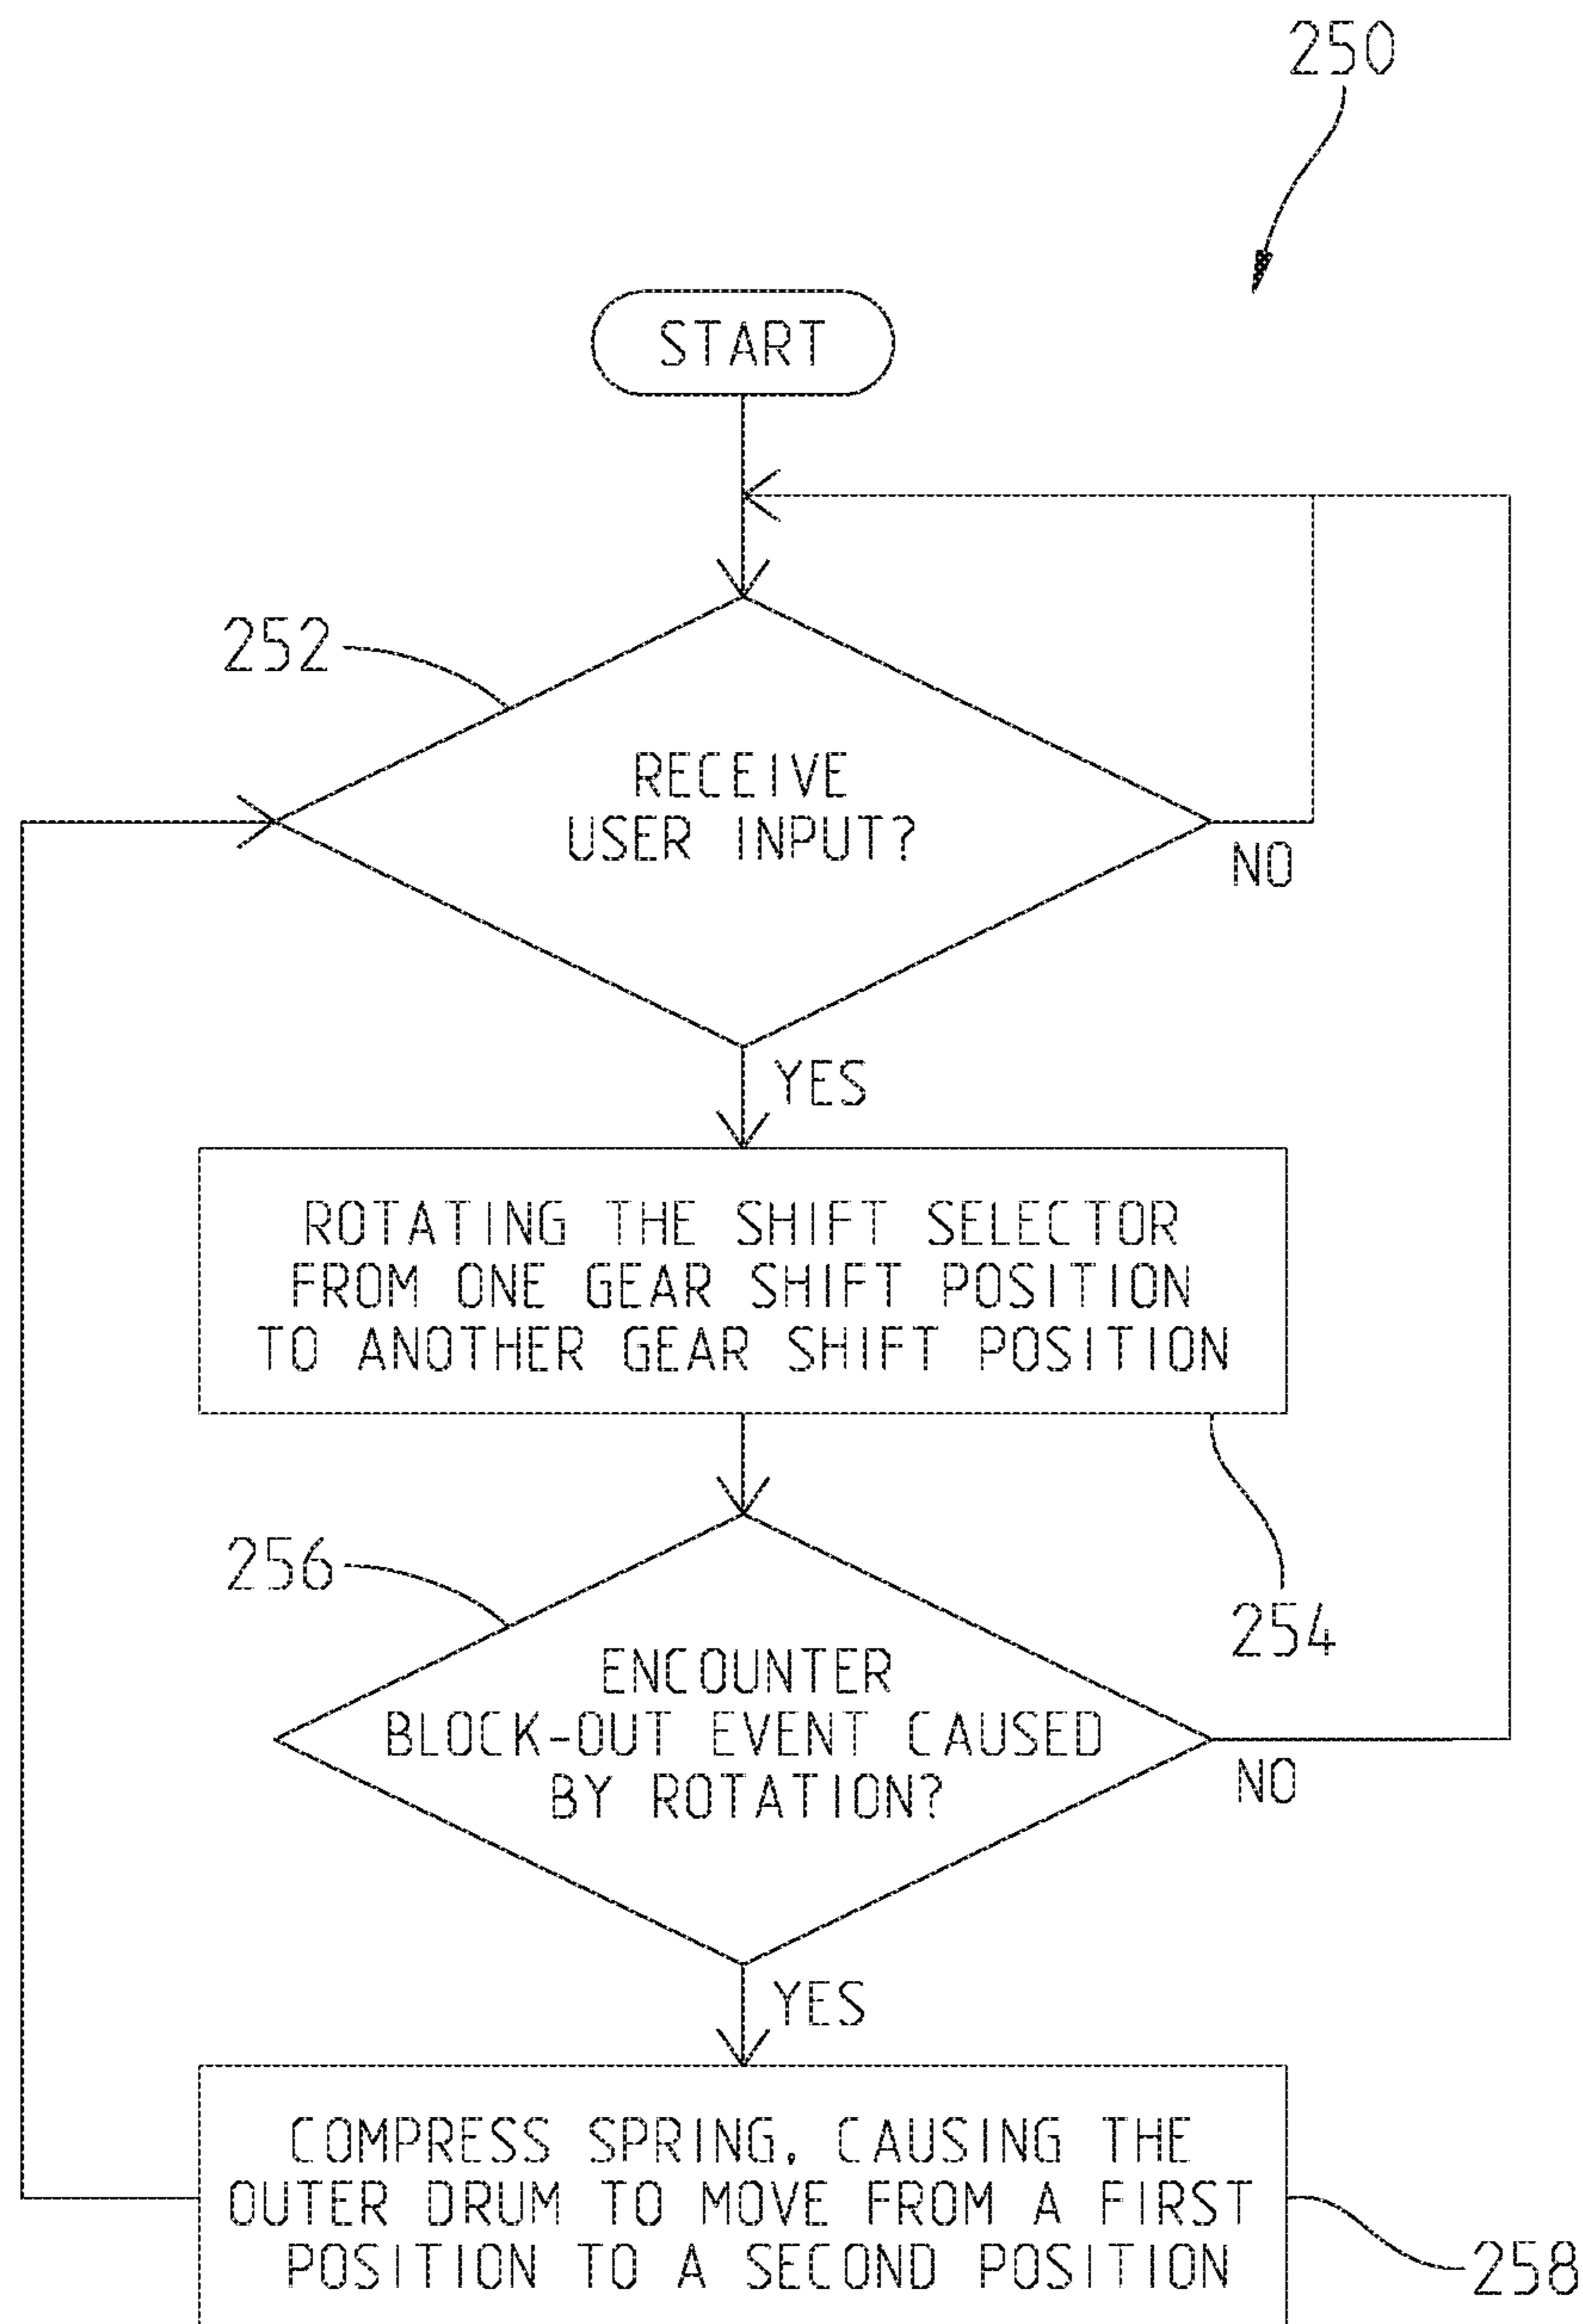 250
START
252
RECEIVE
USER INPUT?
NO
YES
ROTATING THE SHIFT SELECTOR
FROM ONE GEAR SHIFT POSITION
TO ANOTHER GEAR SHIFT POSITION
254
256
ENCOUNTER
BLOCK-OUT EVENT CAUSED
BY ROTATION?
NO
YES
COMPRESS SPRING, CAUSING THE
OUTER DRUM TO MOVE FROM A FIRST
POSITION TO A SECOND POSITION
258